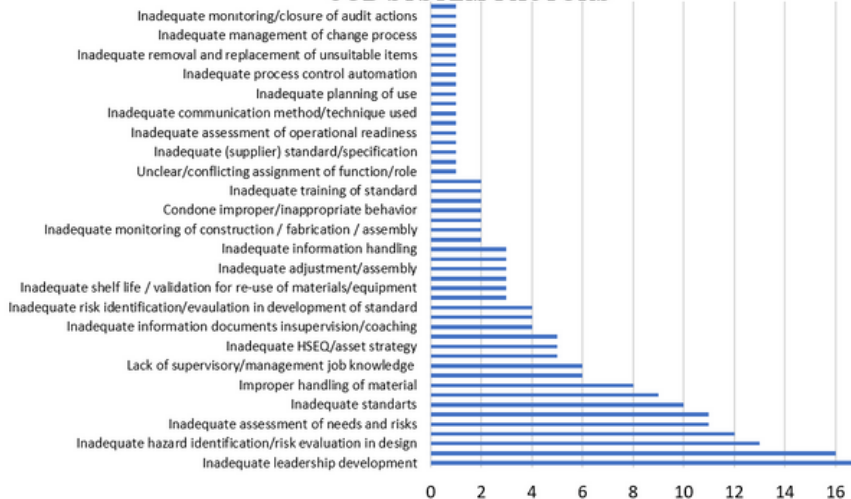 Inadequate monitoring/closure of audit actions
Inadequate management of change process
Inadequate removal and replacement of unsuitable items
Inadequate process control automation
Inadequate planning of use
Inadequate communication method/technique used
Inadequate assessment of operational readiness
Inadequate (supplier) standard/specification
Unclear/conflicting assignment of function/role
Inadequate training of standard
Condone improper/inappropriate behavior
Inadequate monitoring of construction / fabrication / assembly
Inadequate information handling
Inadequate adjustment/assembly
Inadequate shelf life / validation for re-use of materials/equipment
Inadequate risk identification/evaulation in development of standard
Inadequate information documents insupervision/coaching
Inadequate HSEQ/asset strategy
Lack of supervisory/management job knowledge
Improper handling of material
Inadequate standarts
Inadequate assessment of needs and risks
Inadequate hazard identification/risk evaluation in design
Inadequate leadership development
0 2 4 6 8 10 12 14 16